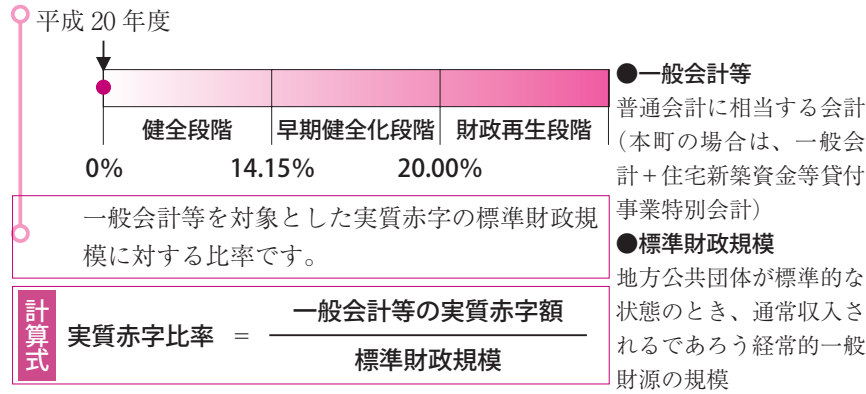 平成 20 年度
健全段階 早期健全化段階 財政再生段階
0% 14.15% 20.00%
一般会計等を対象とした実質赤字の標準財政規
模に対する比率です。
計算式
実質赤字比率 = 一般会計等の実質赤字額
標準財政規模
●一般会計等
普通会計に相当する会計
(本町の場合は、一般会
計+住宅新築資金等貸付
事業特別会計)
●標準財政規模
地方公共団体が標準的な
状態のとき、通常収入さ
れるであろう経常的一般
財源の規模